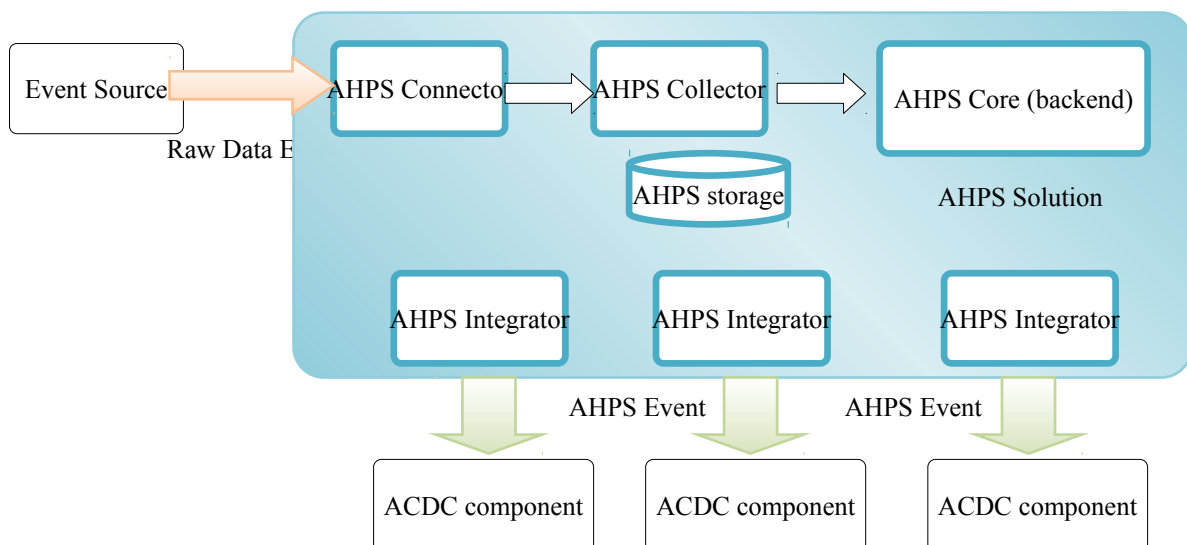 Event Source
AHPS Connecto
AHPS Collector
AHPS Core (backend)
Raw Data E
AHPS storage
AHPS Solution
AHPS Integrator
AHPS Integrator
AHPS Integrator
AHPS Event
AHPS Event
ACDC component
ACDC component
ACDC component